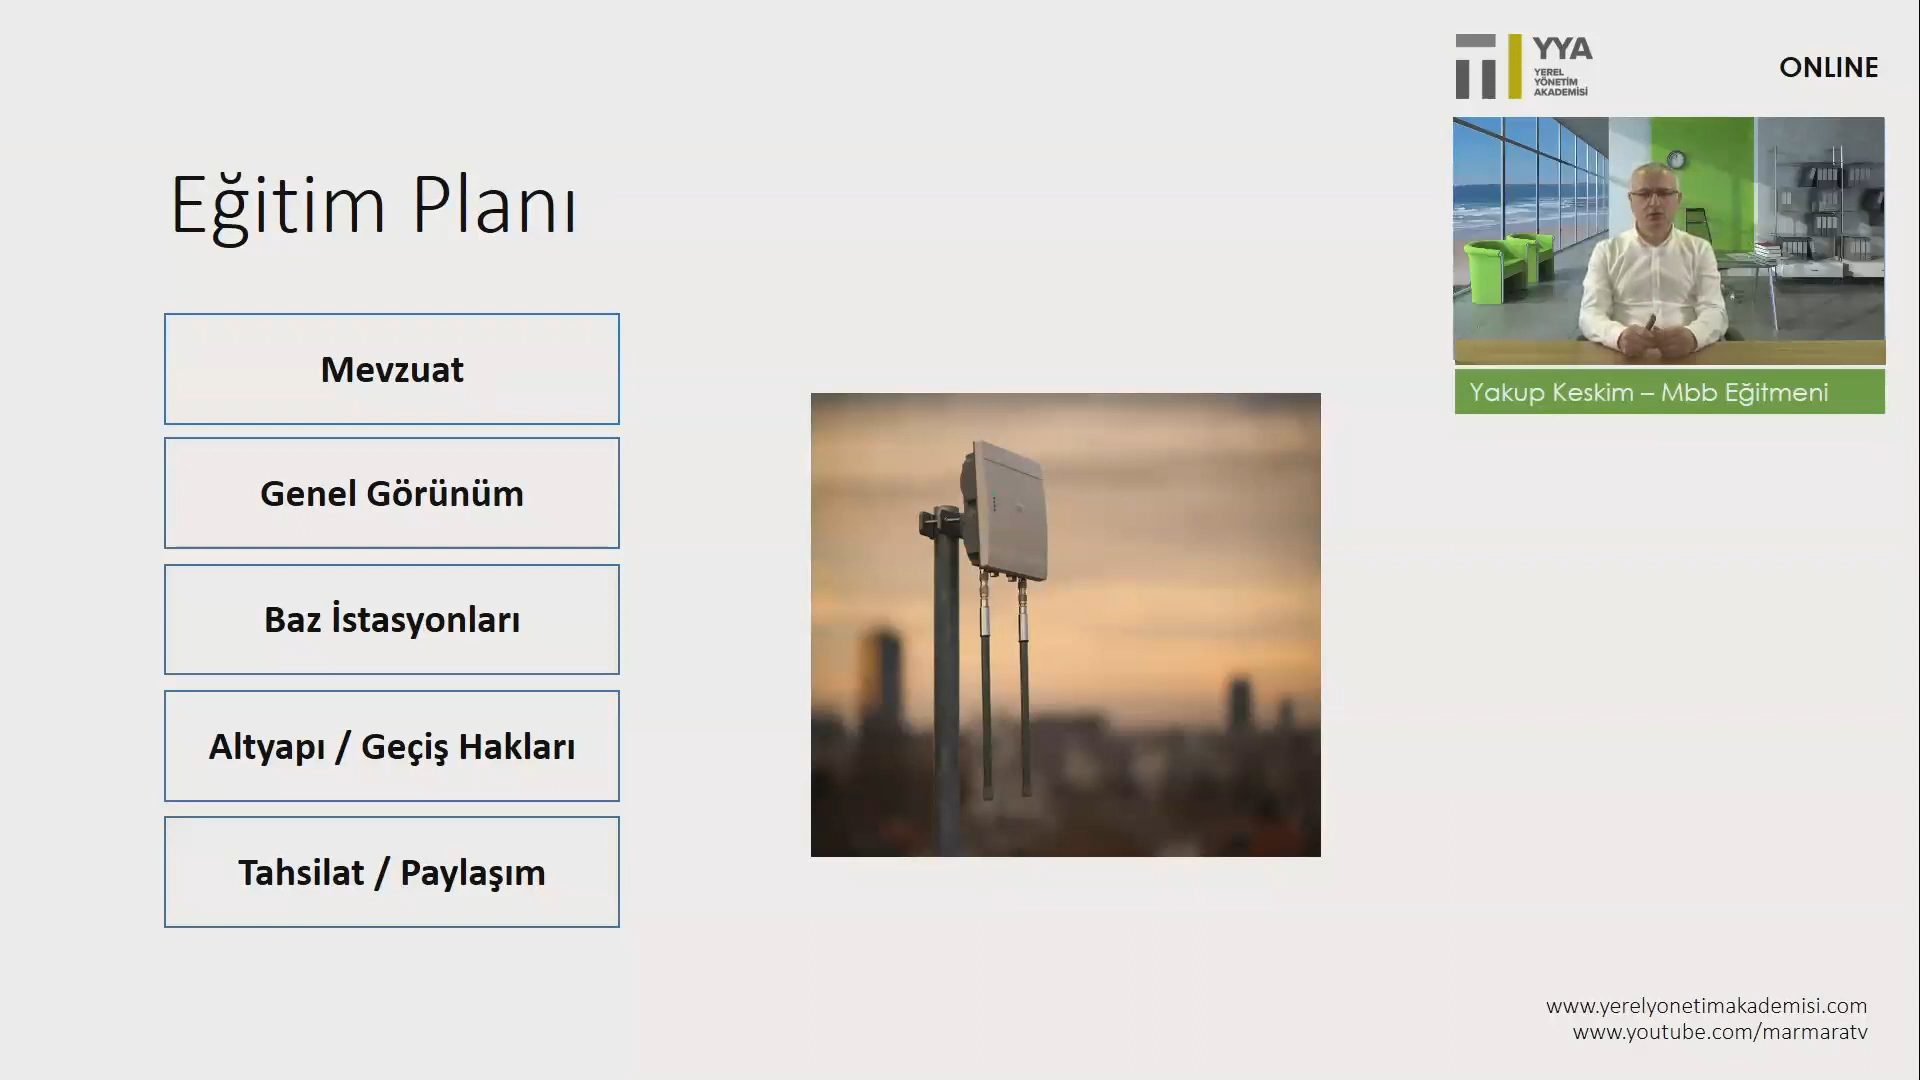 YYA
YEREL
YÖNETİM
AKADEMİSİ
ONLINE
Eğitim Planı
Mevzuat
Genel Görünüm
Baz İstasyonları
Altyapı / Geçiş Hakları
Tahsilat / Paylaşım
Yakup Keskim – Mbb Eğitmeni
www.yerelyonetimakademisi.com
www.youtube.com/marmaratv